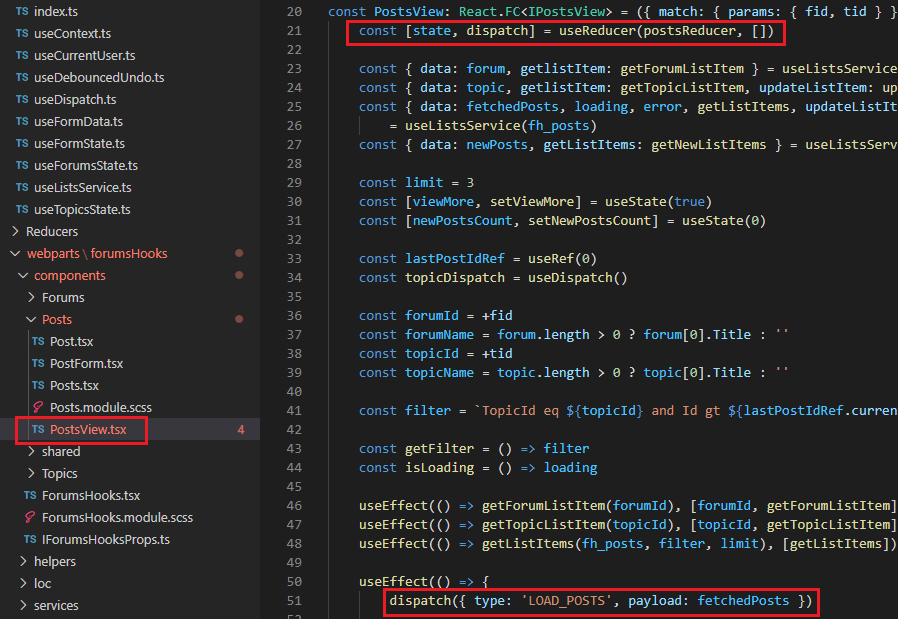 TS index.ts
TS useContext.ts
TS useCurrentUser.ts
TS useDebouncedUndo.ts
TS useDispatch.ts
TS useFormData.ts
TS useFormState.ts
TS useForumsState.ts
TS useListsService.ts
TS useTopicsState.ts
Reducers
webparts \ forumsHooks
components
Forums
Posts
TS Post.tsx
TS PostForm.tsx
TS Posts.tsx
Posts.module.scss
TS PostsView.tsx 4
shared
Topics
TS ForumsHooks.tsx
ForumsHooks.module.scss
TS IForumsHooksProps.ts
helpers
loc
services
20 const PostsView: React.FC<IPostsView> = ({ match: { params: { fid, tid } }
21 const [state, dispatch] = useReducer(postsReducer, [])
22
23 const { data: forum, getlistItem: getForumListItem } = useListsService
24 const { data: topic, getlistItem: getTopicListItem, updateListItem: up
25 const { data: fetchedPosts, loading, error, getListItems, updateListIt
26 = useListsService(fh_posts)
27 const { data: newPosts, getListItems: getNewListItems } = useListsServ
28
29 const limit = 3
30 const [viewMore, setViewMore] = useState(true)
31 const [newPostsCount, setNewPostsCount] = useState(0)
32
33 const lastPostIdRef = useRef(0)
34 const topicDispatch = useDispatch()
35
36 const forumId = +fid
37 const forumName = forum.length > 0 ? forum[0].Title : ''
38 const topicId = +tid
39 const topicName = topic.length > 0 ? topic[0].Title : ''
40
41 const filter = `TopicId eq ${topicId} and Id gt ${lastPostIdRef.curren
42
43 const getFilter = () => filter
44 const isLoading = () => loading
45
46 useEffect(() => getForumListItem(forumId), [forumId, getForumListItem]
47 useEffect(() => getTopicListItem(topicId), [topicId, getTopicListItem]
48 useEffect(() => getListItems(fh_posts, filter, limit), [getListItems])
49
50 useEffect(() => {
51 dispatch({ type: 'LOAD_POSTS', payload: fetchedPosts })